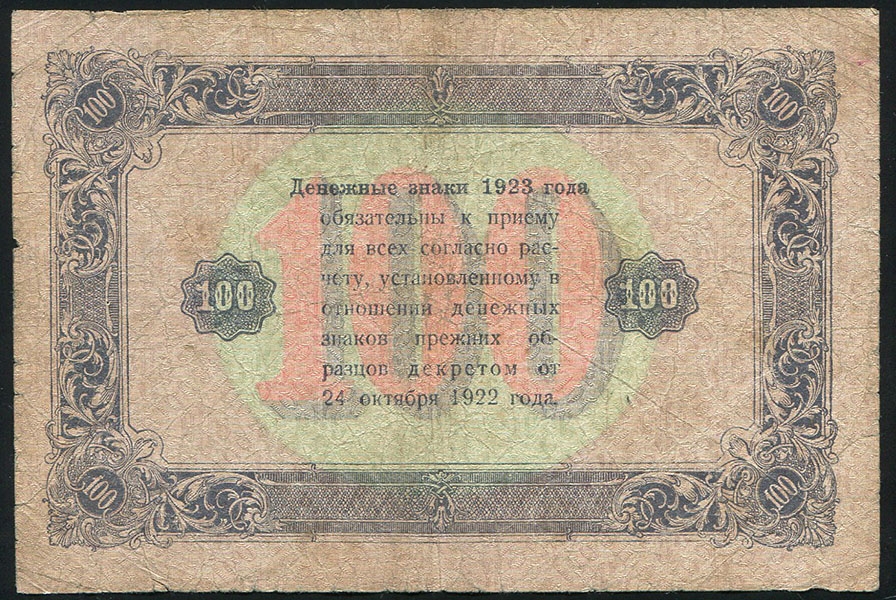 100 100
Денежные знаки 1923 года
обязательны к приему
для всех согласно рас-
чету, установленному в
100 100 100
отношении денежных
знаков прежних об-
разцов декретом от
24 октября 1922 года.
100 100